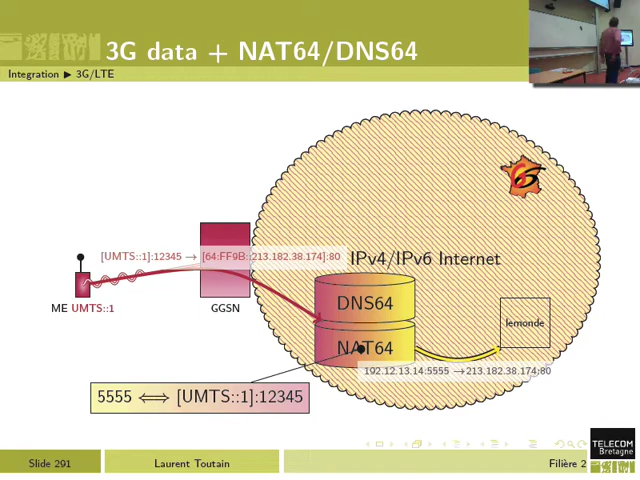 3G data + NAT64/DNS64
Integration ▶ 3G/LTE
[UMTS::1]:12345 → [64:FF9B::213.182.38.174]:80
IPv4/IPv6 Internet
ME UMTS::1
GGSN
DNS64
NAT64
lemonde
192.12.13.14:5555 →213.182.38.174;80
5555 ⟺ [UMTS::1]:12345
TELECOM
Bretagne
Slide 291
Laurent Toutain
Filière 2